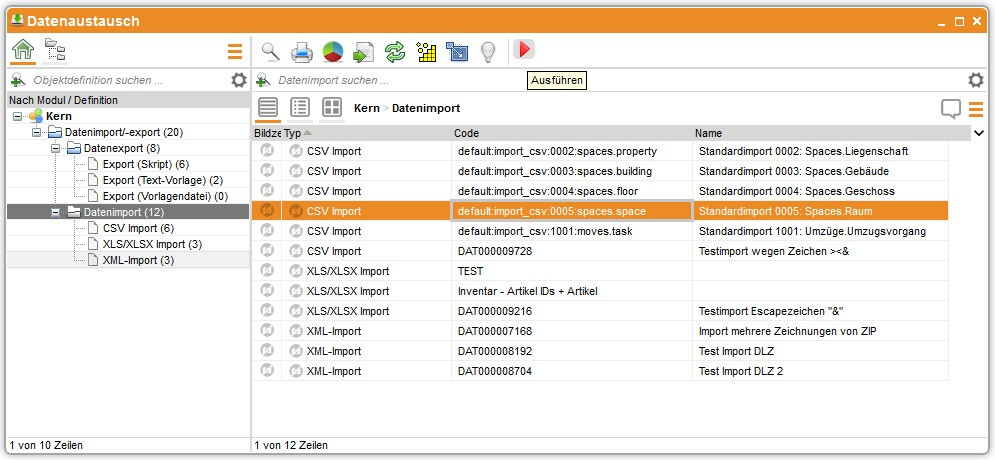 Datenaustausch
Objektdefinition suchen ...
Nach Modul / Definition
Kern
Datenimport/-export (20)
Datenexport (8)
Export (Skript) (6)
Export (Text-Vorlage) (2)
Export (Vorlagendatei) (0)
Datenimport (12)
CSV Import (6)
XLS/XLSX Import (3)
XML-Import (3)
1 von 10 Zeilen
Ausführen
Datenimport suchen ...
Kern > Datenimport
Bildze Typ Code Name
CSV Import default:import_csv:0002:spaces.property Standardimport 0002: Spaces.Liegenschaft
CSV Import default:import_csv:0003:spaces.building Standardimport 0003: Spaces.Gebäude
CSV Import default:import_csv:0004:spaces.floor Standardimport 0004: Spaces.Geschoss
CSV Import default:import_csv:0005:spaces.space Standardimport 0005: Spaces.Raum
CSV Import default:import_csv:1001:moves.task Standardimport 1001: Umzüge.Umzugsvorgang
CSV Import DAT000009728 Testimport wegen Zeichen ><&
XLS/XLSX Import TEST
XLS/XLSX Import Inventar - Artikel IDs + Artikel
XLS/XLSX Import DAT000009216 Testimport Escapezeichen "&"
XML-Import DAT000007168 Import mehrere Zeichnungen von ZIP
XML-Import DAT000008192 Test Import DLZ
XML-Import DAT000008704 Test Import DLZ 2
1 von 12 Zeilen